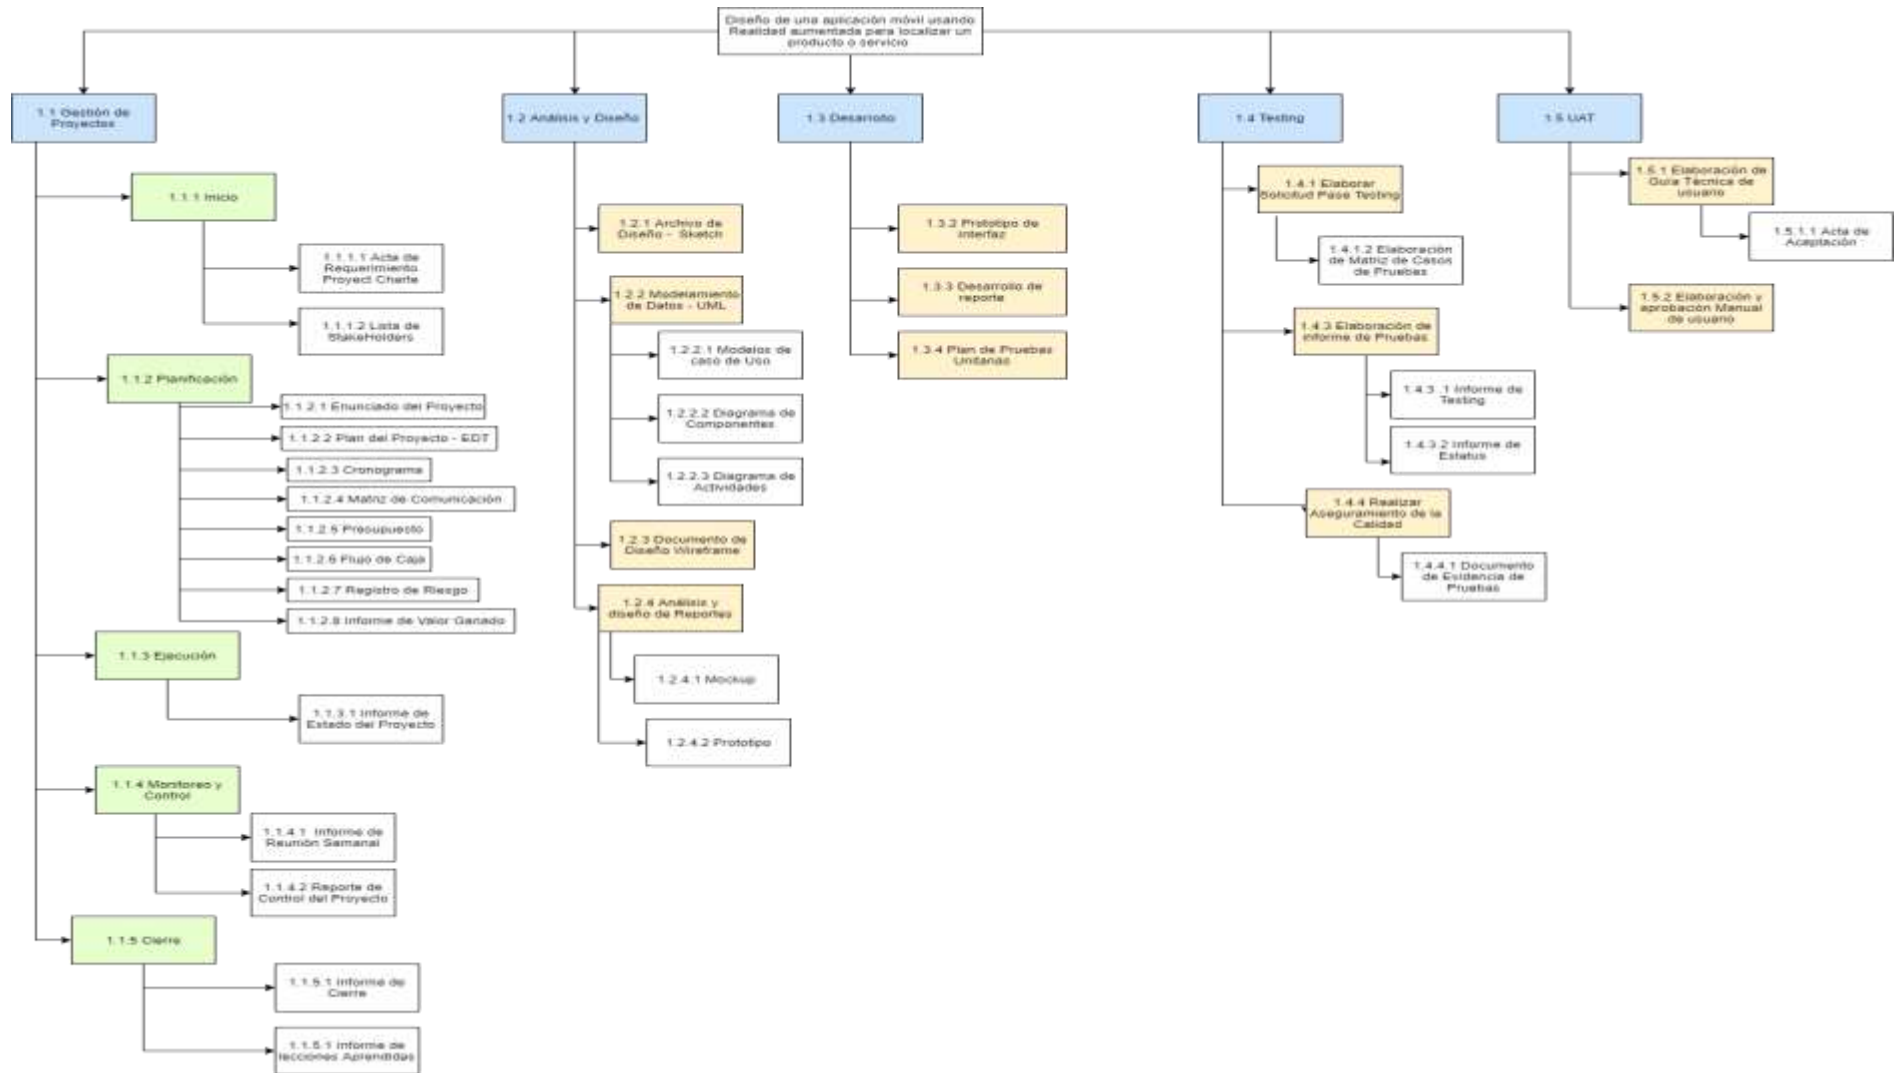 Diseño de una aplicación móvil usando
Realidad aumentada para localizar un
producto o servicio
1.1 Gestión de
Proyectos
1.1.1 Inicio
1.1.1.1 Acta de
Requerimiento
Proyect Charte
1.1.1.2 Lista de
StakeHolders
1.1.2 Planificación
1.1.2.1 Enunciado del Proyecto
1.1.2.2 Plan del Proyecto - EDT
1.1.2.3 Cronograma
1.1.2.4 Matriz de Comunicación
1.1.2.5 Presupuesto
1.1.2.6 Flujo de Caja
1.1.2.7 Registro de Riesgo
1.1.2.8 Informe de Valor Ganado
1.1.3 Ejecución
1.1.3.1 Informe de
Estado del Proyecto
1.1.4 Monitoreo y
Control
1.1.4.1 Informe de
Reunión Semanal
1.1.4.2 Reporte de
Control del Proyecto
1.1.5 Cierre
1.1.5.1 Informe de
Cierre
1.1.5.1 Informe de
lecciones Aprendidas
1.2 Análisis y Diseño
1.2.1 Archivo de
Diseño - Sketch
1.2.2 Modelamiento
de Datos - UML
1.2.2.1 Modelos de
caso de Uso
1.2.2.2 Diagrama de
Componentes
1.2.2.3 Diagrama de
Actividades
1.2.3 Documento de
Diseño Wireframe
1.2.4 Análisis y
diseño de Reportes
1.2.4.1 Mockup
1.2.4.2 Prototipo
1.3 Desarrollo
1.3.2 Prototipo de
interfaz
1.3.3 Desarrollo de
reporte
1.3.4 Plan de Pruebas
Unitarias
1.4 Testing
1.4.1 Elaborar
Solicitud Pase Testing
1.4.1.2 Elaboración
de Matriz de Casos
de Pruebas
1.4.3 Elaboración de
informe de Pruebas
1.4.3 .1 Informe de
Testing
1.4.3.2 Informe de
Estatus
1.4.4 Realizar
Aseguramiento de la
Calidad
1.4.4.1 Documento
de Evidencia de
Pruebas
1.5 UAT
1.5.1 Elaboración de
Guía Técnica de
usuario
1.5.1.1 Acta de
Aceptación
1.5.2 Elaboración y
aprobación Manual
de usuario